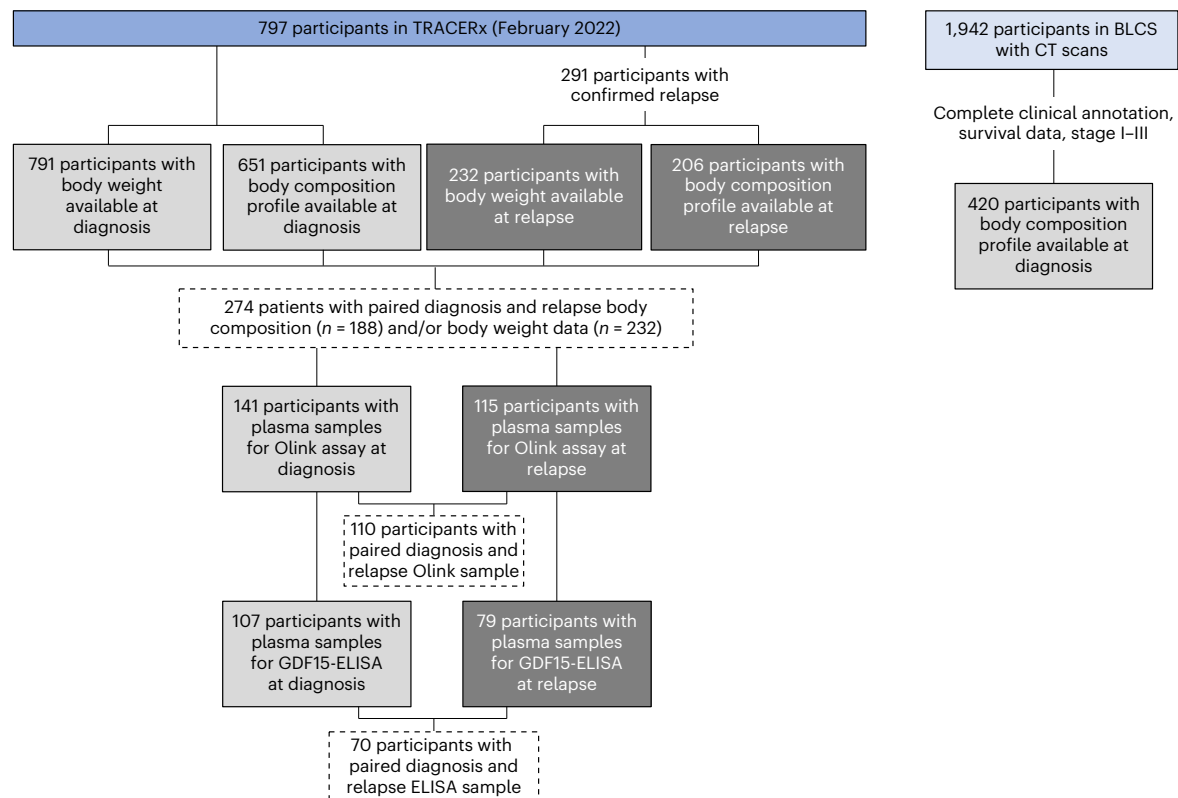 797 participants in TRACERx (February 2022)
291 participants with
confirmed relapse
791 participants with
body weight
available at
diagnosis
651 participants with
body composition
profile available at
diagnosis
232 participants with
body weight available
at relapse
206 participants with
body composition
profile available at
relapse
274 patients with paired diagnosis and relapse body
composition (n = 188) and/or body weight data (n = 232)
141 participants with
plasma samples
for Olink assay at
diagnosis
115 participants with
plasma samples
for Olink assay at
relapse
110 participants with
paired diagnosis and
relapse Olink sample
107 participants with
plasma samples
for GDF15-ELISA
at diagnosis
79 participants with
plasma samples
for GDF15-ELISA
at relapse
70 participants with
paired diagnosis and
relapse ELISA sample
1,942 participants in BLCS
with CT scans
Complete clinical annotation,
survival data, stage I–III
420 participants with
body composition
profile available at
diagnosis